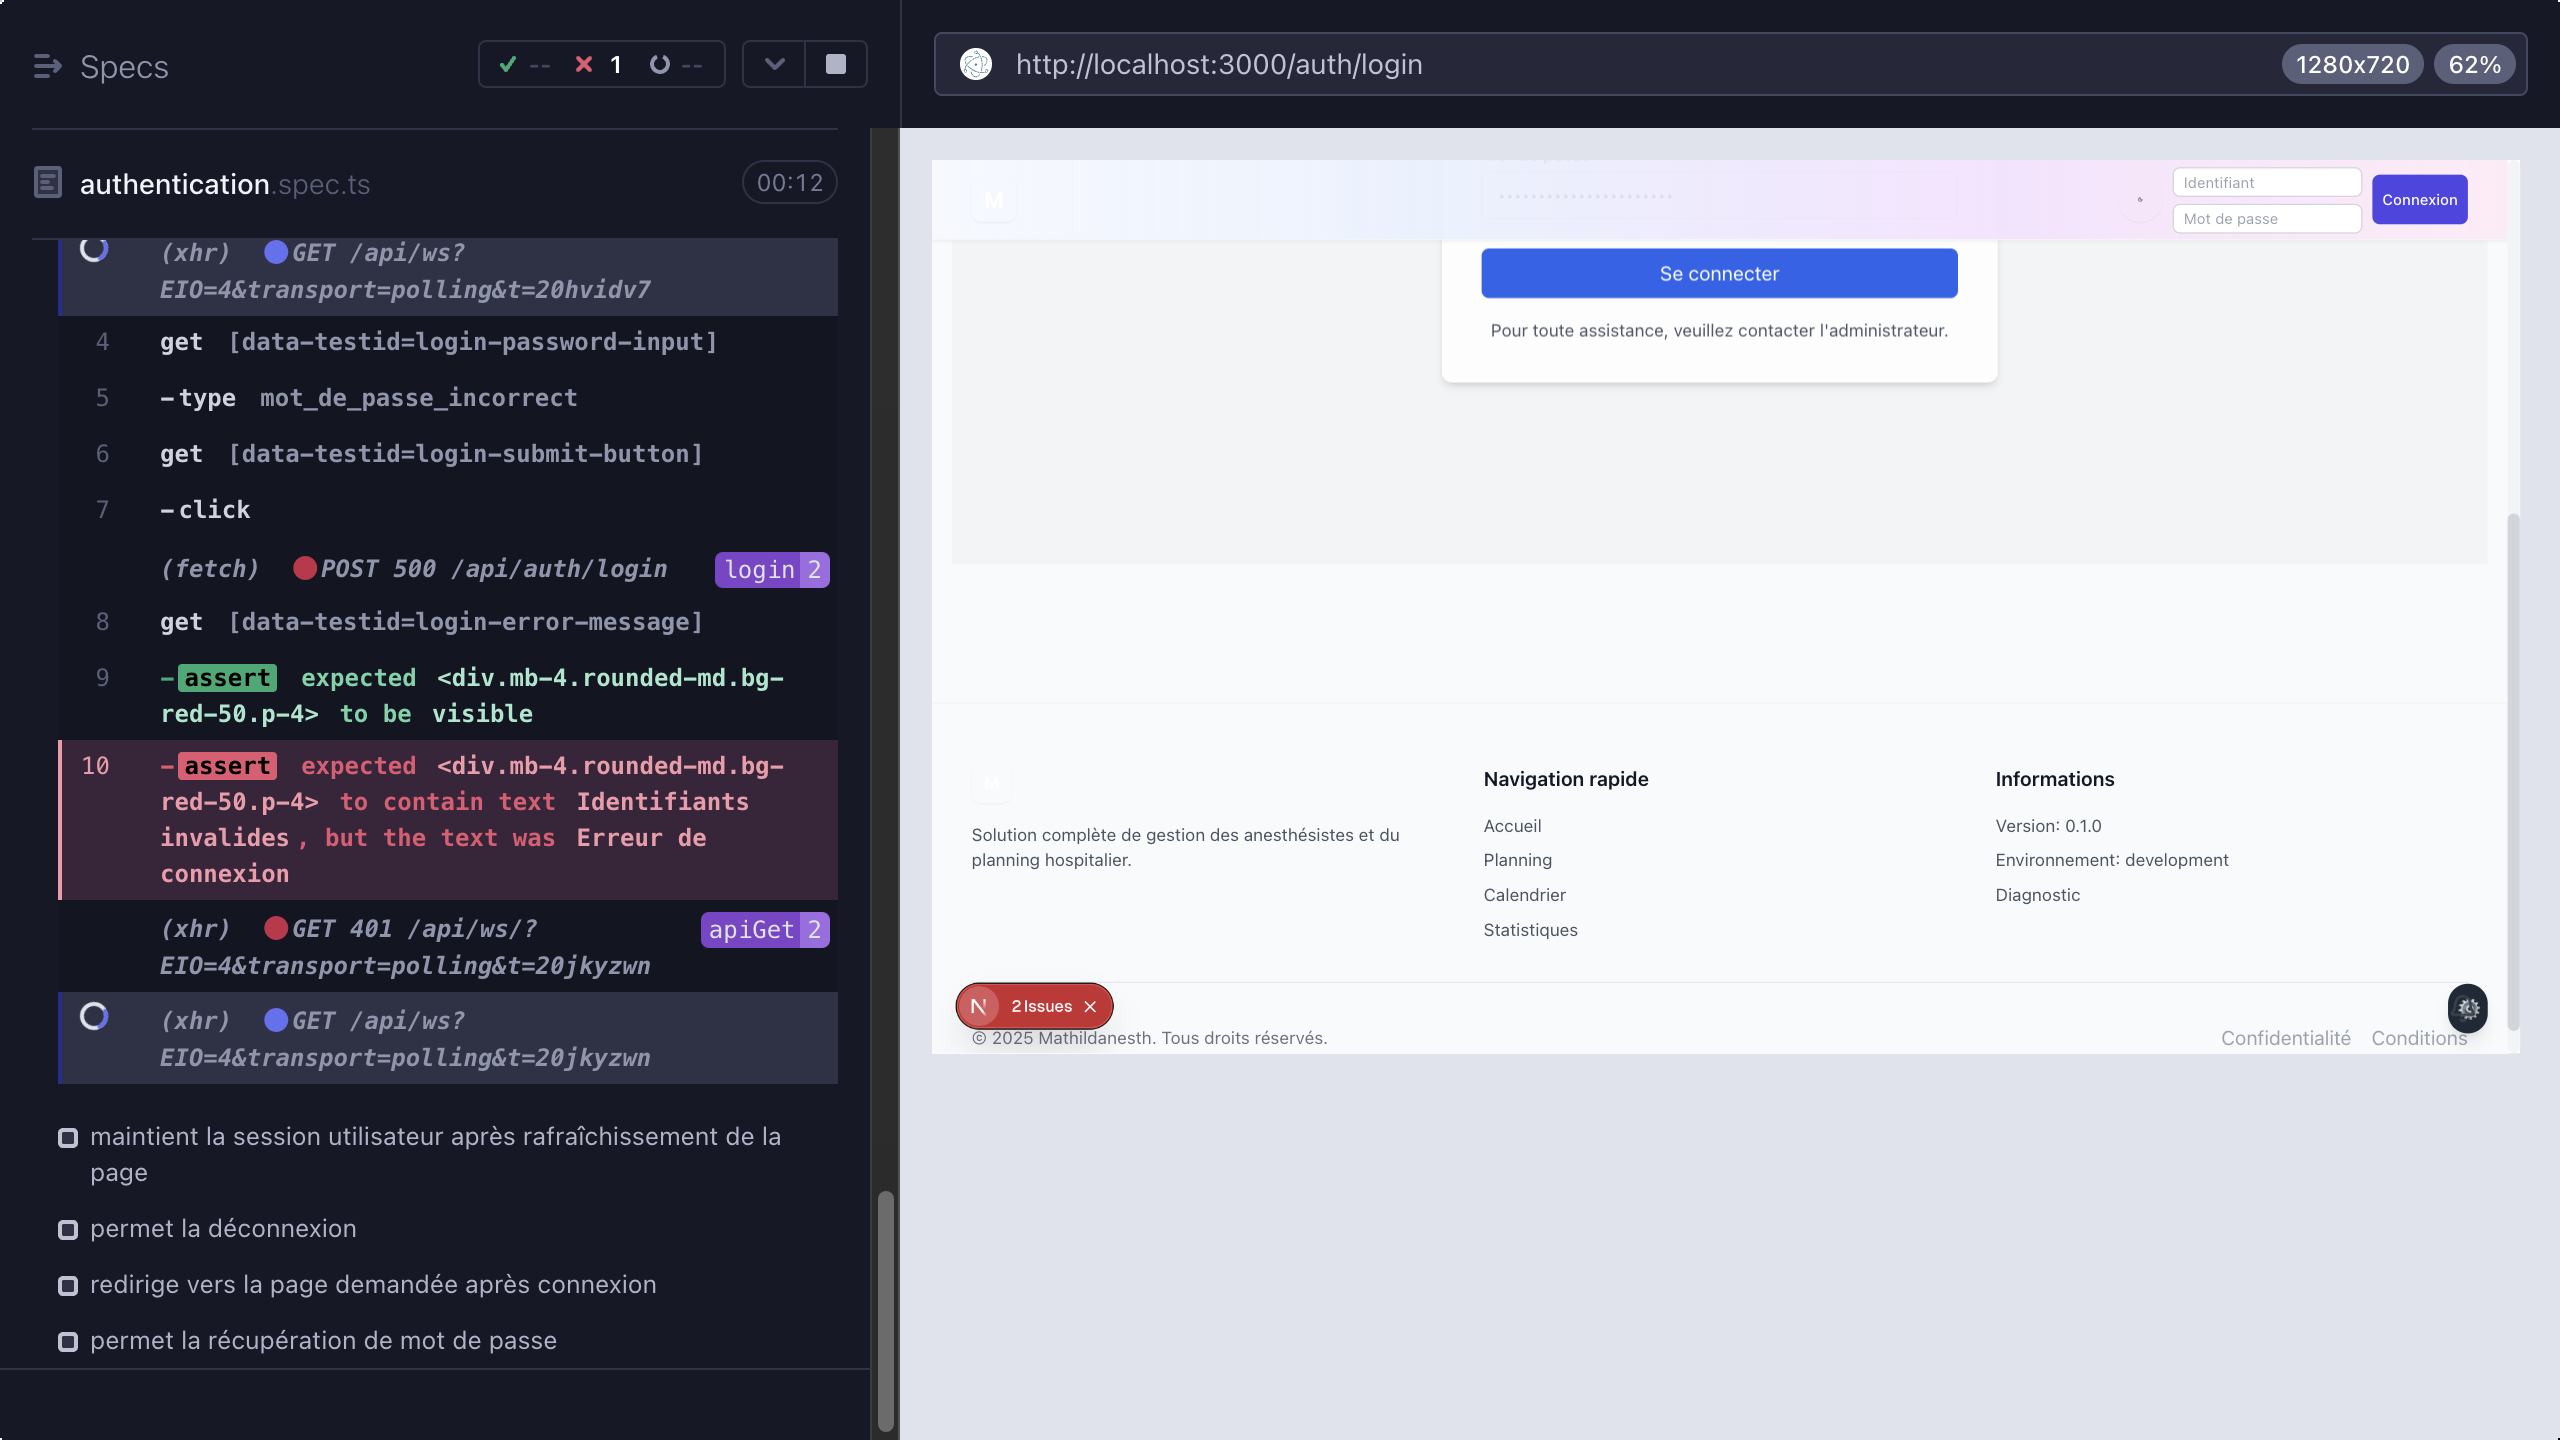 Specs
-- 1 --
authentication.spec.ts
00:12
(xhr) GET /api/ws?
EIO=4&transport=polling&t=20hvidv7
4 get [data-testid=login-password-input]
5 -type mot_de_passe_incorrect
6 get [data-testid=login-submit-button]
7 -click
(fetch) POST 500 /api/auth/login login 2
8 get [data-testid=login-error-message]
9 -assert expected <div.mb-4.rounded-md.bg-
red-50.p-4> to be visible
10 -assert expected <div.mb-4.rounded-md.bg-
red-50.p-4> to contain text Identifiants
invalides, but the text was Erreur de
connexion
(xhr) GET 401 /api/ws/? apiGet 2
EIO=4&transport=polling&t=20jkyzwn
(xhr) GET /api/ws?
EIO=4&transport=polling&t=20jkyzwn
maintient la session utilisateur après rafraîchissement de la
page
permet la déconnexion
redirige vers la page demandée après connexion
permet la récupération de mot de passe
http://localhost:3000/auth/login
1280x720
62%
M
Identifiant
Mot de passe
Connexion
Se connecter
Pour toute assistance, veuillez contacter l'administrateur.
M
Solution complète de gestion des anesthésistes et du
planning hospitalier.
Navigation rapide
Accueil
Planning
Calendrier
Statistiques
Informations
Version: 0.1.0
Environnement: development
Diagnostic
N 2 Issues
© 2025 Mathildanesth. Tous droits réservés.
Confidentialité Conditions